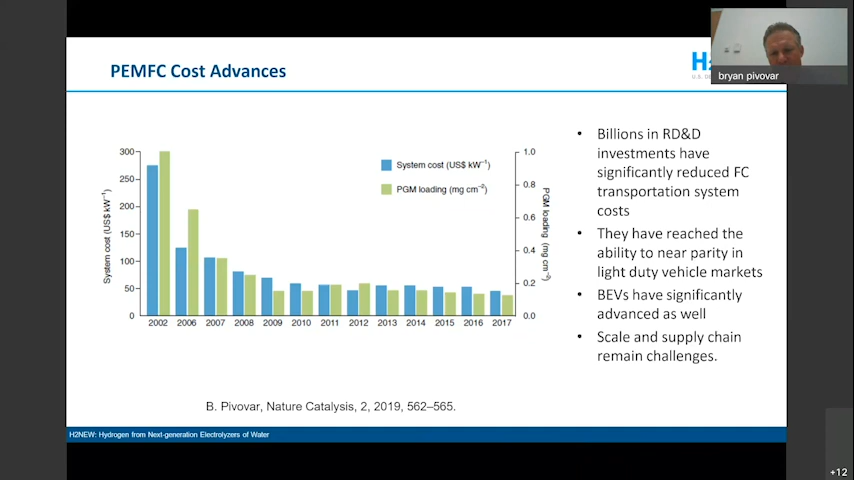 PEMFC Cost Advances
H2
U.S. D
bryan pivovar
System cost (US$ kW⁻¹)
PGM loading (mg cm⁻²)
System cost (US$ kW⁻¹)
300
250
200
150
100
50
0
1.0
0.8
0.6
0.4
0.2
0.0
PGM loading (mg cm⁻²)
2002 2006 2007 2008 2009 2010 2011 2012 2013 2014 2015 2016 2017
• Billions in RD&D
investments have
significantly reduced FC
transportation system
costs
• They have reached the
ability to near parity in
light duty vehicle markets
• BEVs have significantly
advanced as well
• Scale and supply chain
remain challenges.
B. Pivovar, Nature Catalysis, 2, 2019, 562–565.
H2NEW: Hydrogen from Next-generation Electrolyzers of Water
+12